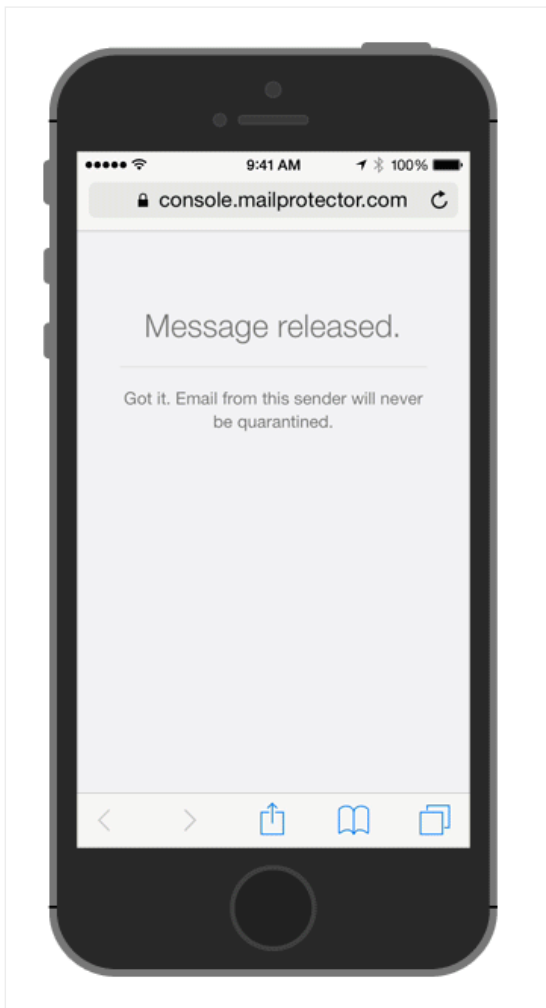 9:41 AM 100%
console.mailprotector.com
Message released.
Got it. Email from this sender will never
be quarantined.